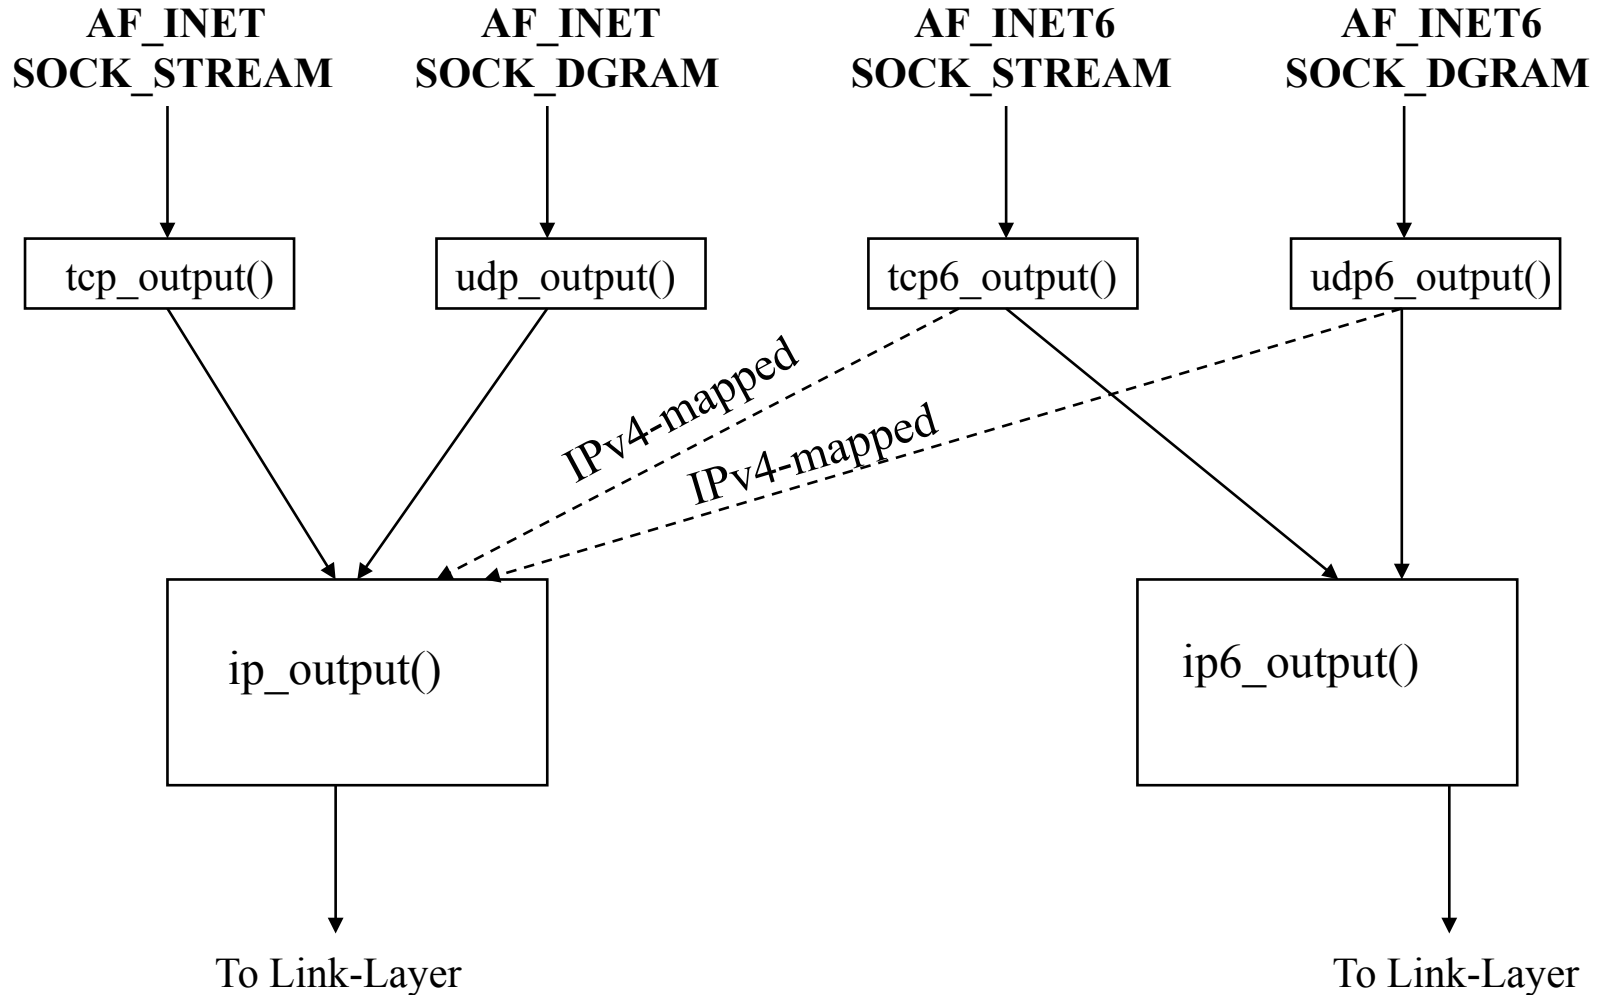 AF_INET
SOCK_STREAM
AF_INET
SOCK_DGRAM
AF_INET6
SOCK_STREAM
AF_INET6
SOCK_DGRAM
tcp_output()
udp_output()
tcp6_output()
udp6_output()
IPv4-mapped
IPv4-mapped
ip_output()
ip6_output()
To Link-Layer
To Link-Layer